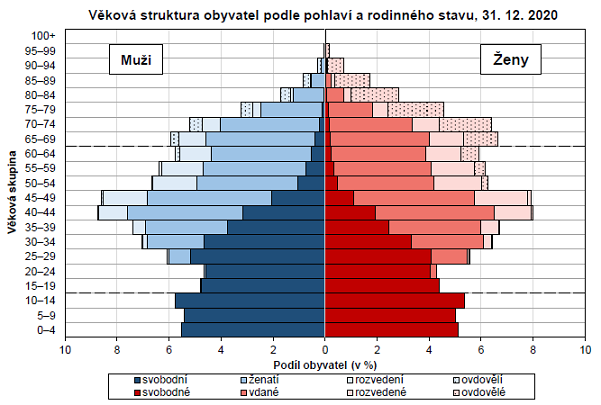 Věková struktura obyvatel podle pohlaví a rodinného stavu, 31. 12. 2020
Muži
Ženy
Věková skupina
100+
95–99
90–94
85–89
80–84
75–79
70–74
65–69
60–64
55–59
50–54
45–49
40–44
35–39
30–34
25–29
20–24
15–19
10–14
5–9
0–4
10 8 6 4 2 0 2 4 6 8 10
Podíl obyvatel (v %)
svobodní ženatí rozvedení ovdovělí
svobodné vdané rozvedené ovdovělé